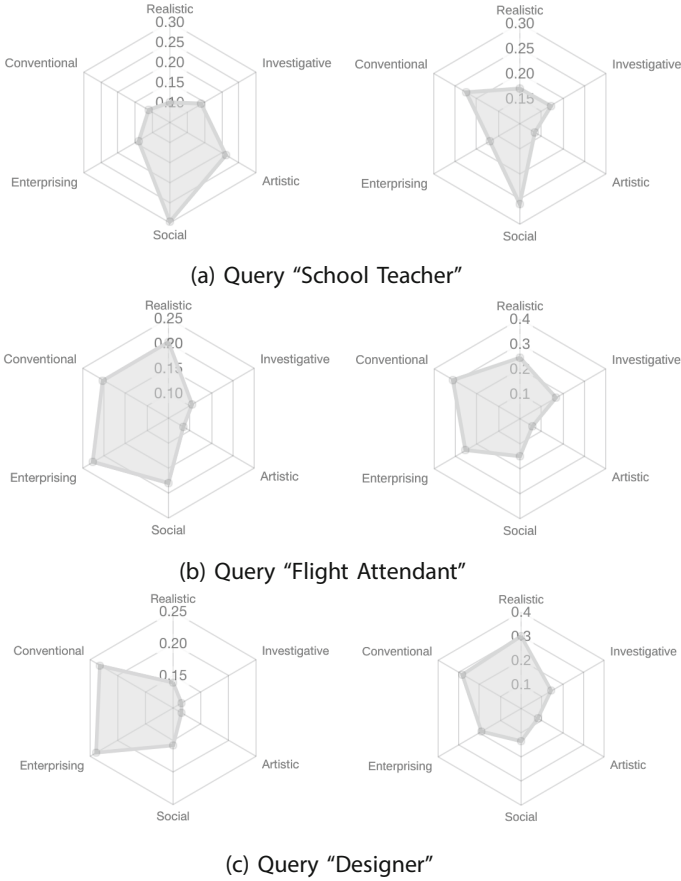 Realistic
0.30
0.25
0.20
0.15
0.10
Conventional
Investigative
Enterprising
Artistic
Social
Realistic
0.30
0.25
0.20
0.15
Conventional
Investigative
Enterprising
Artistic
Social
(a) Query “School Teacher”
Realistic
0.25
0.20
0.15
0.10
Conventional
Investigative
Enterprising
Artistic
Social
Realistic
0.4
0.3
0.2
0.1
Conventional
Investigative
Enterprising
Artistic
Social
(b) Query “Flight Attendant”
Realistic
0.25
0.20
0.15
Conventional
Investigative
Enterprising
Artistic
Social
Realistic
0.4
0.3
0.2
0.1
Conventional
Investigative
Enterprising
Artistic
Social
(c) Query “Designer”